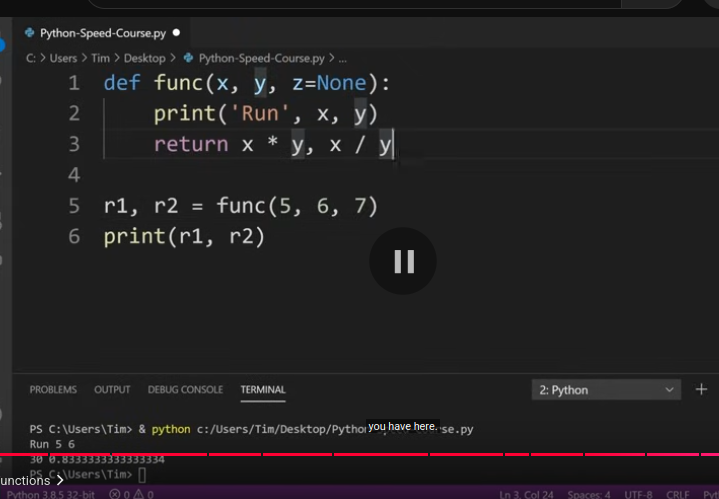 Python-Speed-Course.py
C: > Users > Tim > Desktop > Python-Speed-Course.py > ...
1 def func(x, y, z=None):
2 print('Run', x, y)
3 return x * y, x / y
4
5 r1, r2 = func(5, 6, 7)
6 print(r1, r2)
PROBLEMS OUTPUT DEBUG CONSOLE TERMINAL 2: Python
PS C:\Users\Tim> & python c:/Users/Tim/Desktop/Python se.py
you have here.
Run 5 6
30 0.8333333333333334
PS C:\Users\Tim>
unctions >
Python 3.8.5 32-bit 0 0 Ln 3, Col 24 Spaces: 4 UTF-8 CRLF Pyt